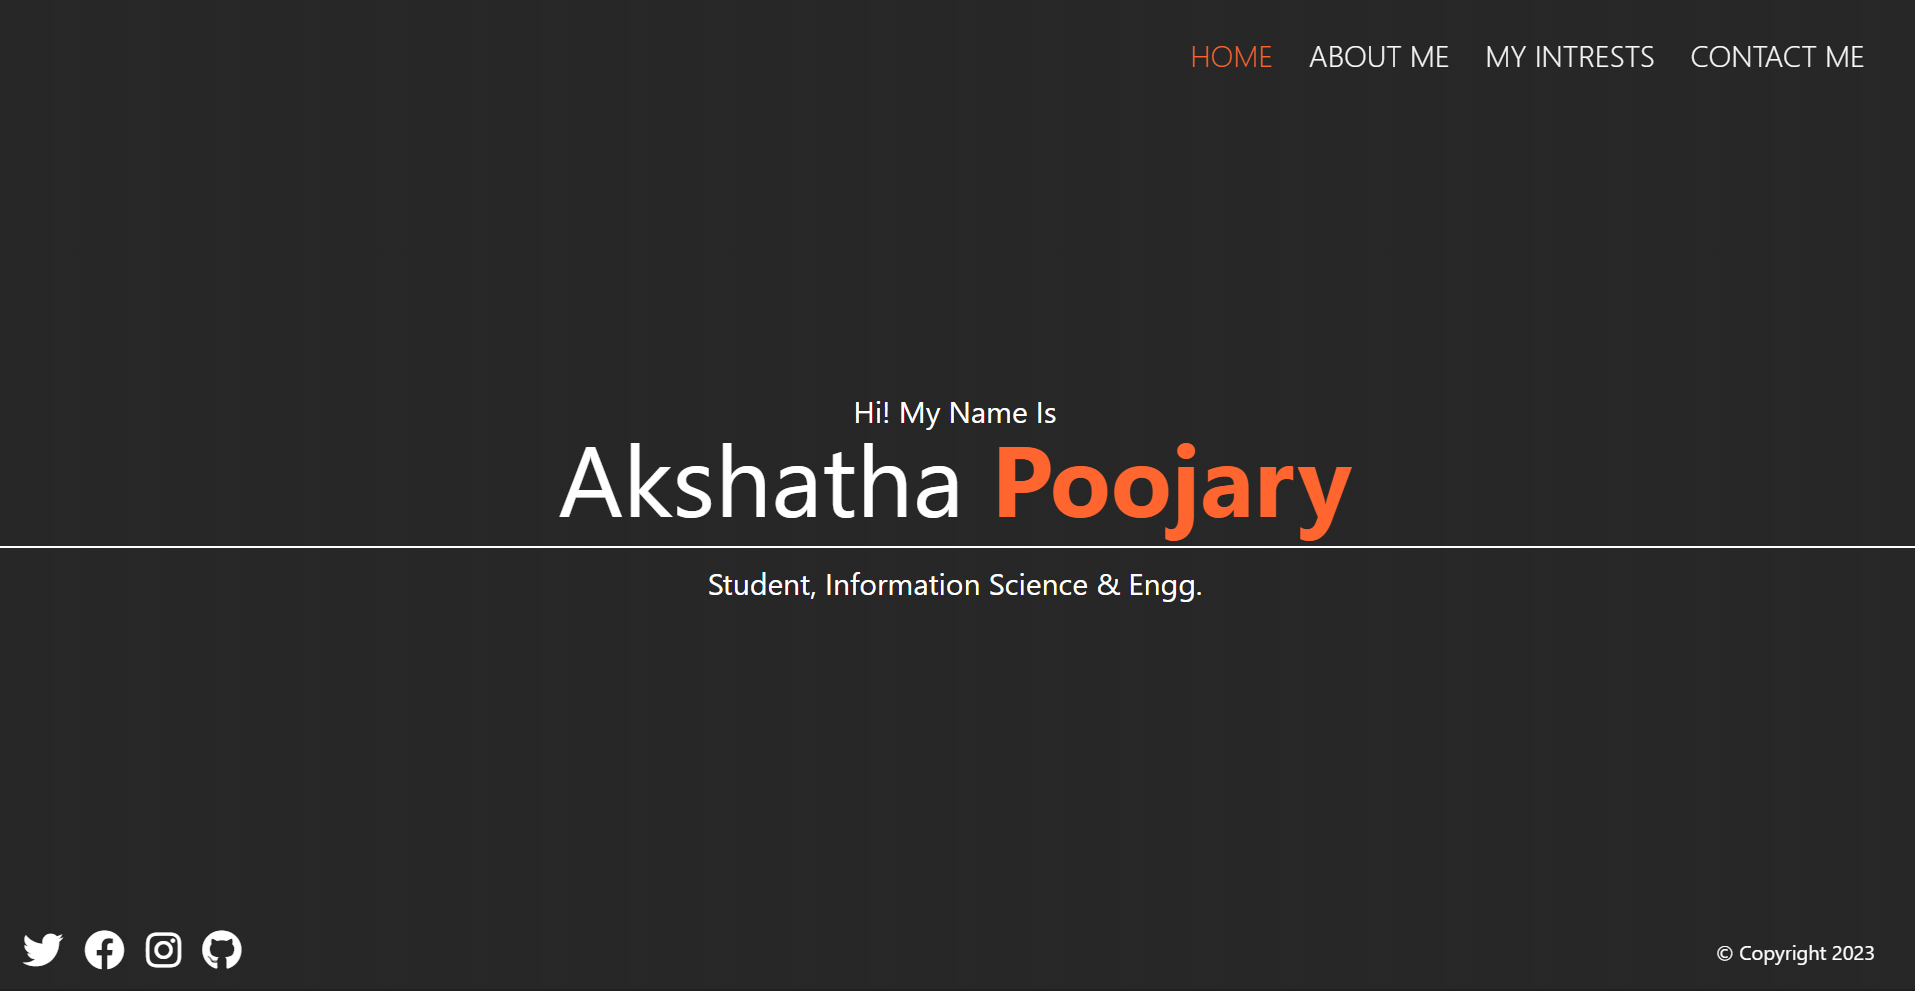 HOME ABOUT ME MY INTRESTS CONTACT ME
Hi! My Name Is
Akshatha Poojary
Student, Information Science & Engg.
© Copyright 2023